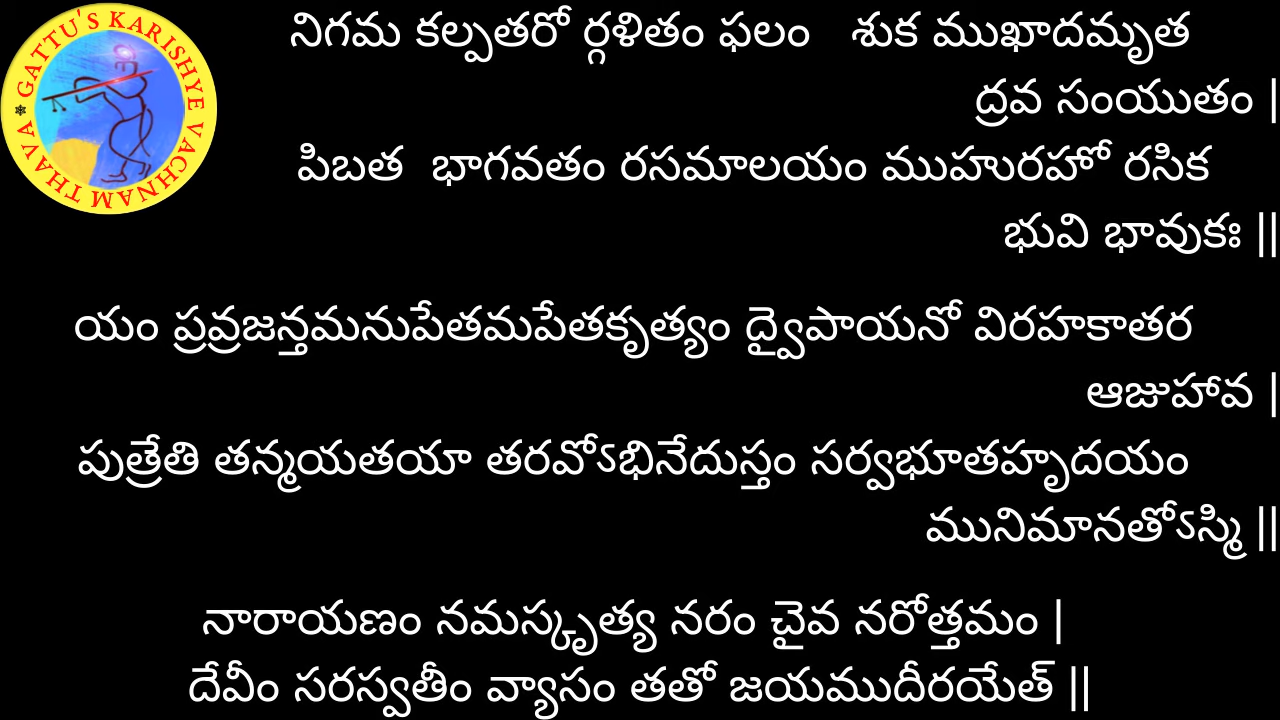 GATTU'S KARISHYE VACHNAM THAVA
నిగమ కల్పతరో ర్గళితం ఫలం శుక ముఖాదమృత
ద్రవ సంయుతం |
పిబత భాగవతం రసమాలయం ముహురహో రసిక
భువి భావుకః ||
యం ప్రవ్రజన్తమనుపేతమపేతకృత్యం ద్వైపాయనో విరహకాతర
ఆజుహావ |
పుత్రేతి తన్మయతయా తరవోఽభినేదుస్తం సర్వభూతహృదయం
మునిమానతోఽస్మి ||
నారాయణం నమస్కృత్య నరం చైవ నరోత్తమం |
దేవీం సరస్వతీం వ్యాసం తతో జయముదీరయేత్ ||